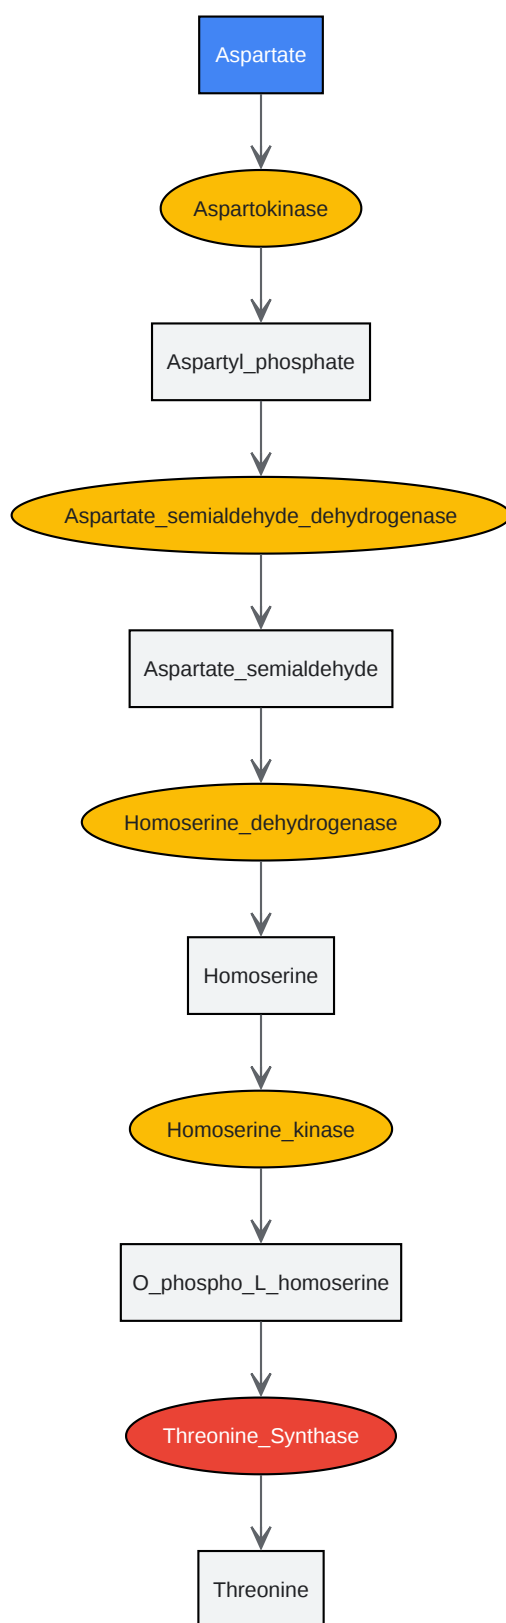 Aspartate
Aspartokinase
Aspartyl_phosphate
Aspartate_semialdehyde_dehydrogenase
Aspartate_semialdehyde
Homoserine_dehydrogenase
Homoserine
Homoserine_kinase
O_phospho_L_homoserine
Threonine_Synthase
Threonine